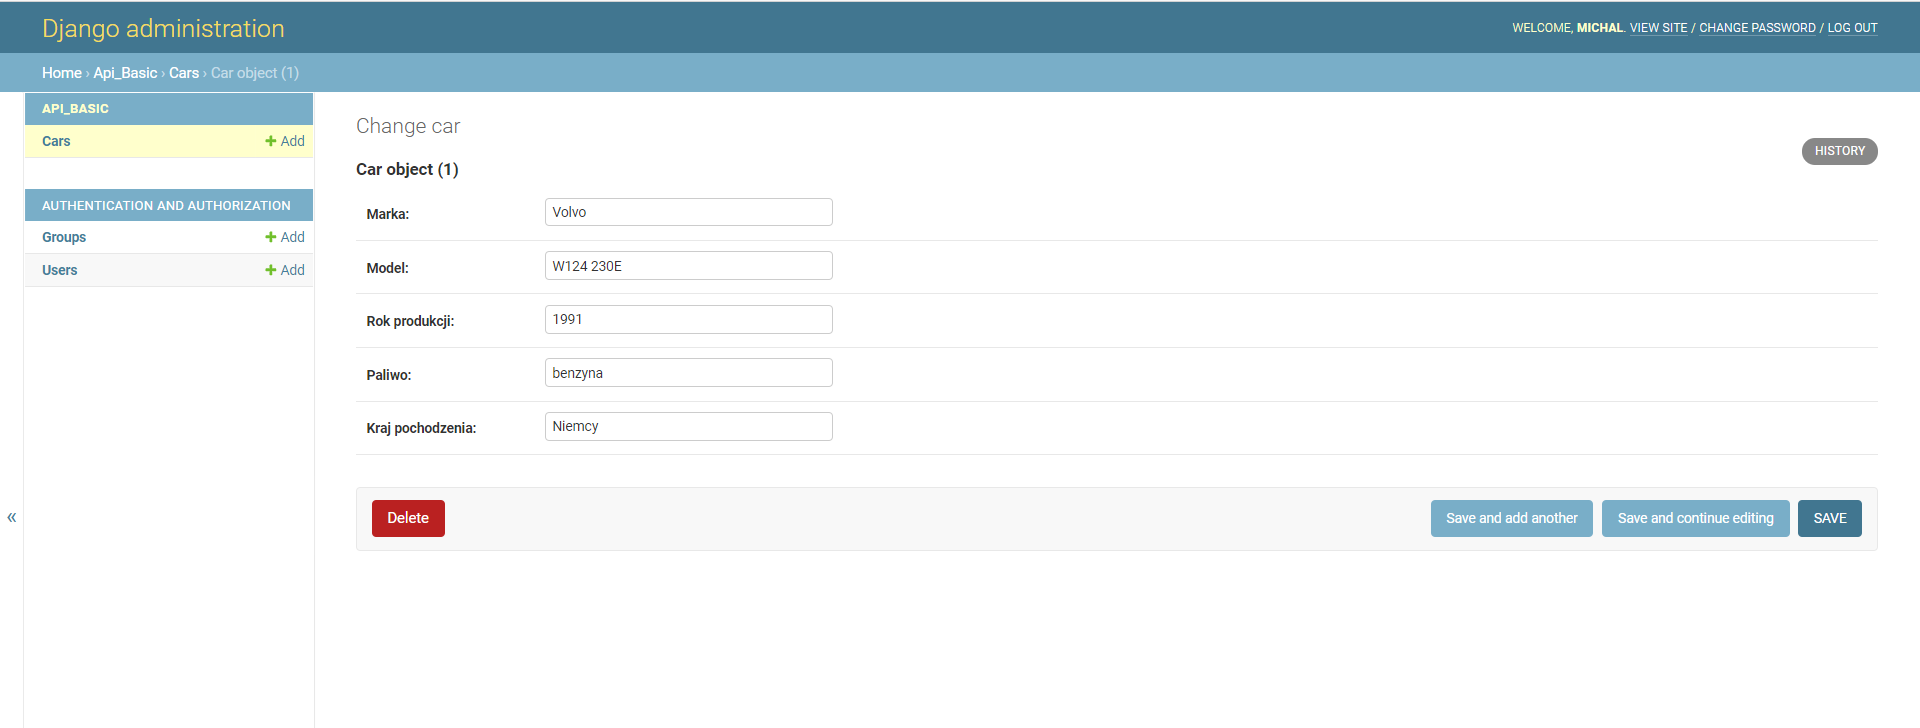 Django administration
WELCOME, MICHAL. VIEW SITE / CHANGE PASSWORD / LOG OUT
Home › Api_Basic › Cars › Car object (1)
API_BASIC
Cars + Add
AUTHENTICATION AND AUTHORIZATION
Groups + Add
Users + Add
«
Change car
HISTORY
Car object (1)
Marka: Volvo
Model: W124 230E
Rok produkcji: 1991
Paliwo: benzyna
Kraj pochodzenia: Niemcy
Delete Save and add another Save and continue editing SAVE